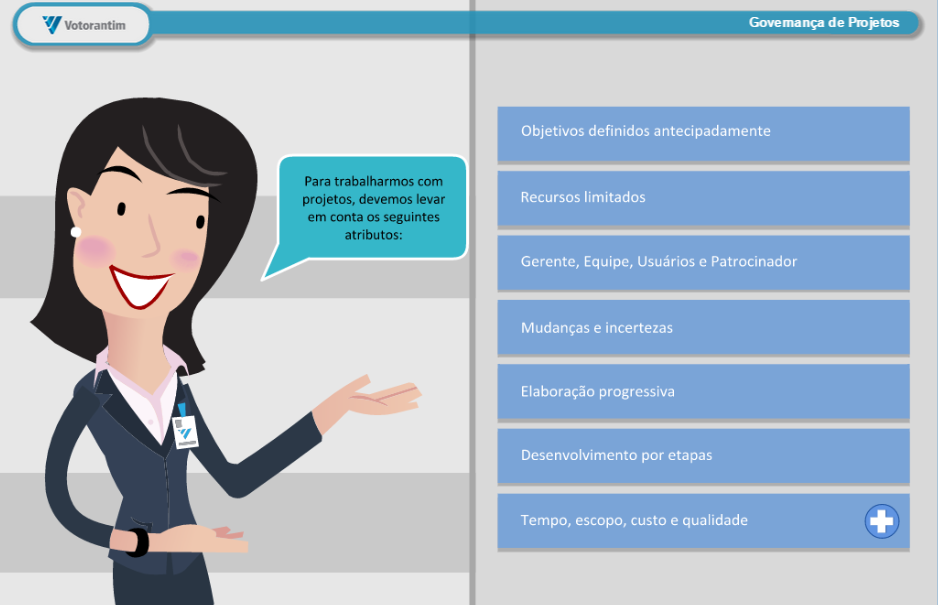 Votorantim
Governança de Projetos
Para trabalharmos com
projetos, devemos levar
em conta os seguintes
atributos:
Objetivos definidos antecipadamente
Recursos limitados
Gerente, Equipe, Usuários e Patrocinador
Mudanças e incertezas
Elaboração progressiva
Desenvolvimento por etapas
Tempo, escopo, custo e qualidade